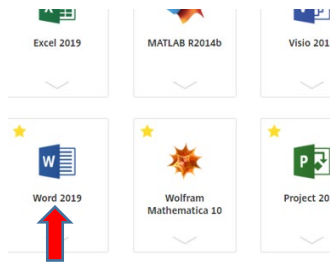 Excel 2019
MATLAB R2014b
Visio 201
W
Word 2019
Wolfram
Mathematica 10
P
Project 20